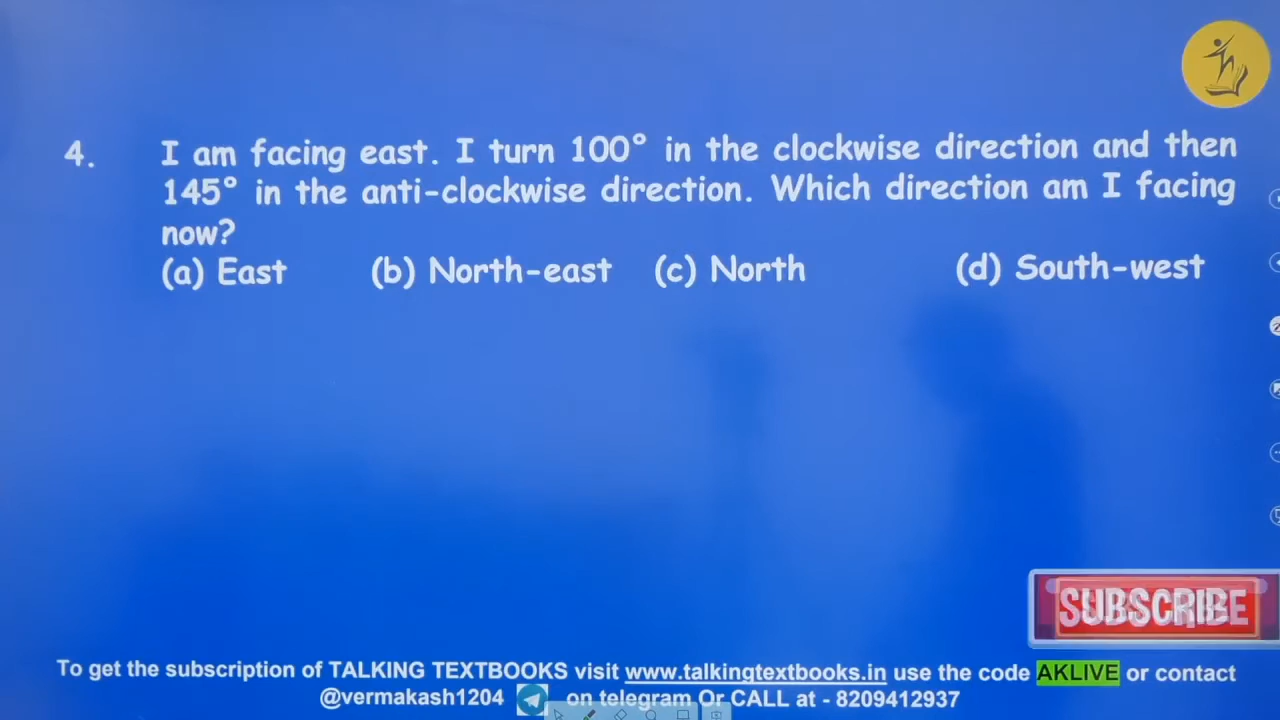 4. I am facing east. I turn 100° in the clockwise direction and then
145° in the anti-clockwise direction. Which direction am I facing
now?
(a) East (b) North-east (c) North (d) South-west
SUBSCRIBE
To get the subscription of TALKING TEXTBOOKS visit www.talkingtextbooks.in use the code AKLIVE or contact
@vermakash1204 on telegram Or CALL at - 8209412937